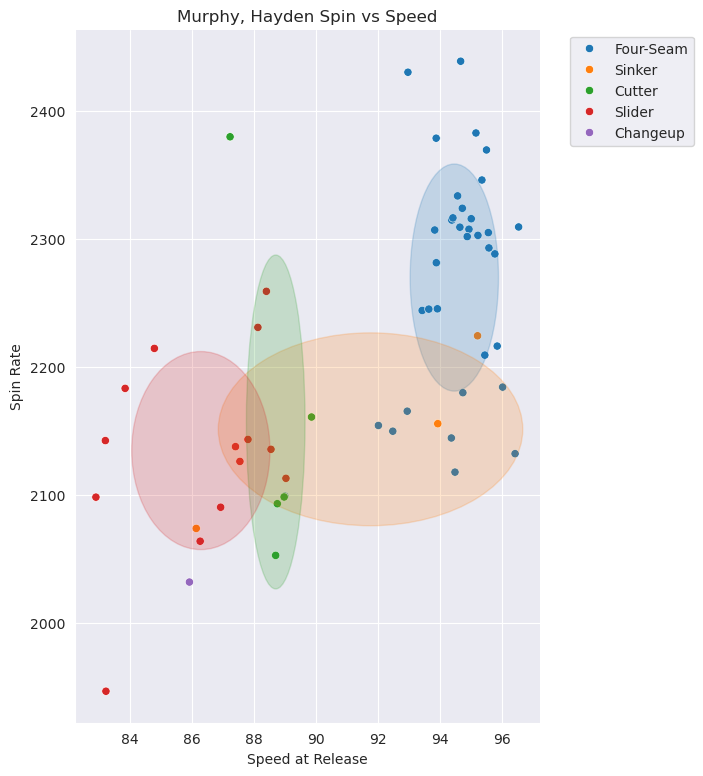 Murphy, Hayden Spin vs Speed
Four-Seam
Sinker
Cutter
Slider
Changeup
2400
2300
2200
2100
2000
Spin Rate
84 86 88 90 92 94 96
Speed at Release